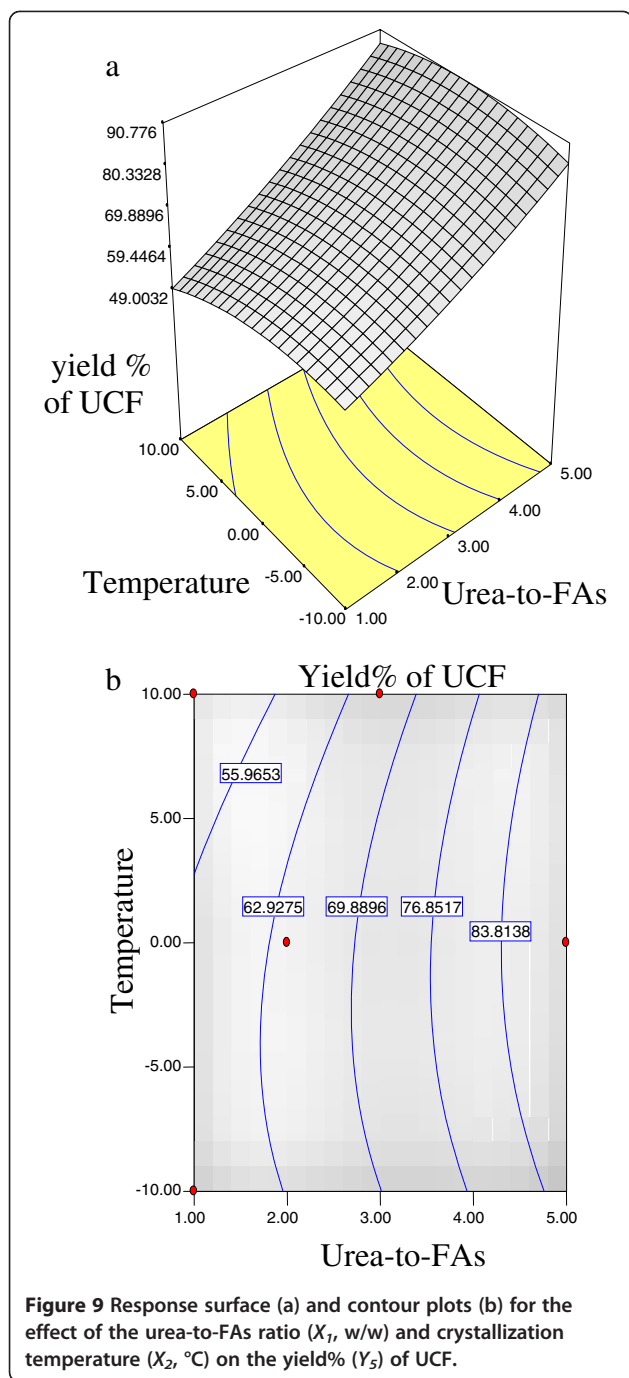 a
90.776
80.3328
69.8896
59.4464
49.0032
yield %
of UCF
10.00
5.00
0.00
-5.00
-10.00
Temperature
1.00
2.00
3.00
4.00
5.00
Urea-to-FAs
b
Yield% of UCF
10.00
5.00
0.00
-5.00
-10.00
Temperature
55.9653
62.9275
69.8896
76.8517
83.8138
1.00
2.00
3.00
4.00
5.00
Urea-to-FAs
Figure 9 Response surface (a) and contour plots (b) for the
effect of the urea-to-FAs ratio (X1, w/w) and crystallization
temperature (X2, °C) on the yield% (Y5) of UCF.